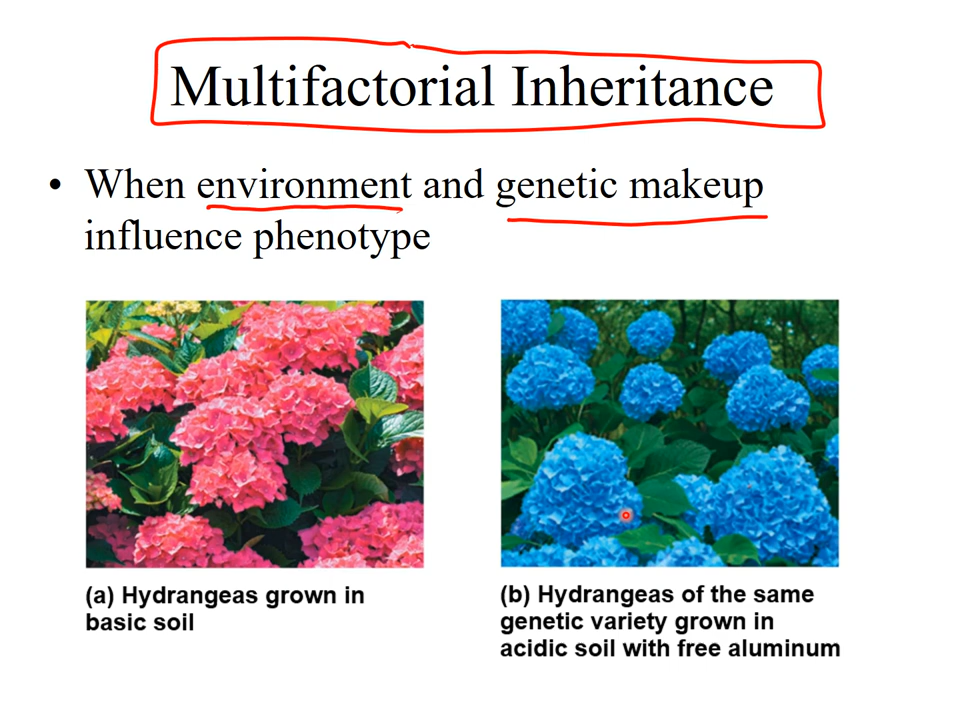 Multifactorial Inheritance
• When environment and genetic makeup
influence phenotype
(a) Hydrangeas grown in
basic soil
(b) Hydrangeas of the same
genetic variety grown in
acidic soil with free aluminum